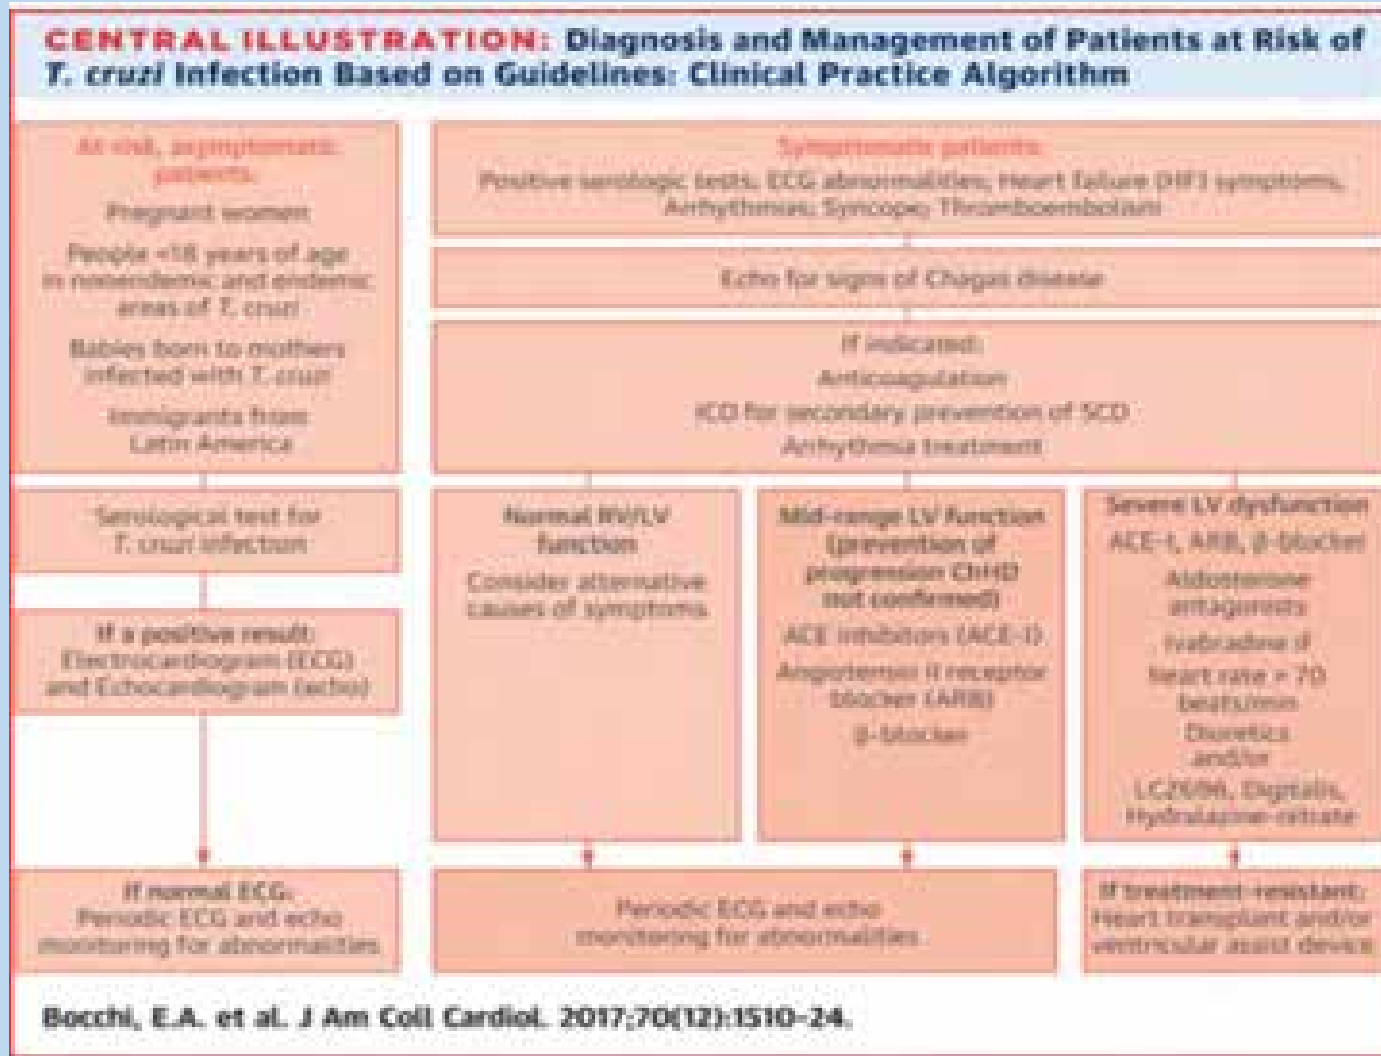 CENTRAL ILLUSTRATION: Diagnosis and Management of Patients at Risk of
T. cruzi Infection Based on Guidelines: Clinical Practice Algorithm
At risk, asymptomatic
patients:
Pregnant women
People <18 years of age
in nonendemic and endemic
areas of T. cruzi
Babies born to mothers
infected with T. cruzi
Immigrants from
Latin America
Serological test for
T. cruzi infection
If a positive result:
Electrocardiogram (ECG)
and Echocardiogram (echo)
If normal ECG:
Periodic ECG and echo
monitoring for abnormalities
Symptomatic patients:
Positive serologic tests, ECG abnormalities, Heart failure (HF) symptoms,
Arrhythmias, Syncope, Thromboembolism
Echo for signs of Chagas disease
If indicated:
Anticoagulation
ICD for secondary prevention of SCD
Arrhythmia treatment
Normal RV/LV
function
Consider alternative
causes of symptoms
Mid-range LV function
(prevention of
progression ChHD
not confirmed)
ACE inhibitors (ACE-I)
Angiotensin II receptor
blocker (ARB)
β-blocker
Periodic ECG and echo
monitoring for abnormalities
Severe LV dysfunction
ACE-I, ARB, β-blocker
Aldosterone
antagonists
Ivabradine if
heart rate > 70
beats/min
Diuretics
and/or
LCZ696, Digitalis,
Hydralazine-nitrate
If treatment-resistant:
Heart transplant and/or
ventricular assist device
Bocchi, E.A. et al. J Am Coll Cardiol. 2017;70(12):1510–24.